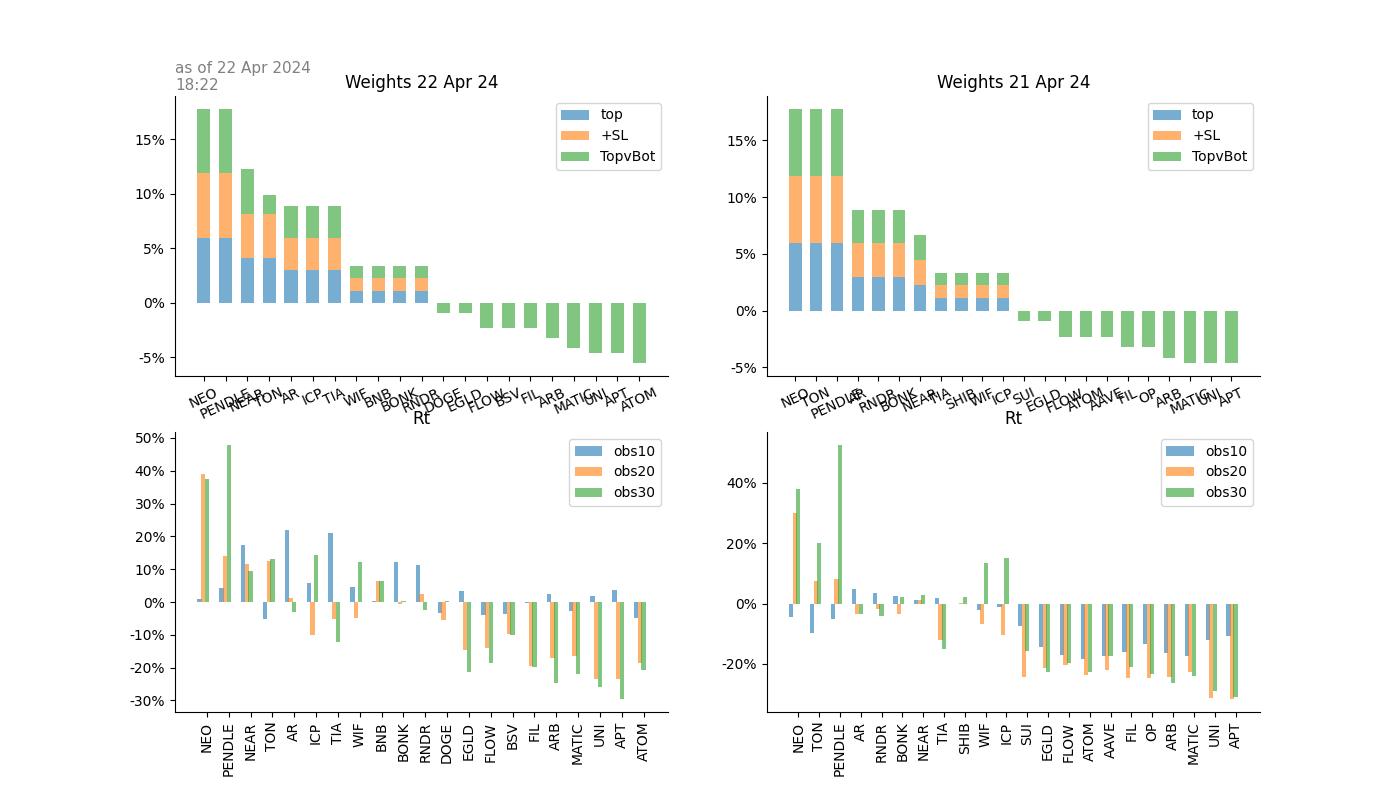 as of 22 Apr 2024
18:22
Weights 22 Apr 24
top
+SL
TopvBot
15%
10%
5%
0%
-5%
NEO PENDLE NEAR TON AR ICP TIA WIF BNB BONK RNDR DOGE EGLD FLOW BSV FIL ARB MATIC UNI APT ATOM
Weights 21 Apr 24
top
+SL
TopvBot
15%
10%
5%
0%
-5%
NEO TON PENDLE AR RNDR BONK NEAR TIA SHIB WIF ICP SUI EGLD FLOW ATOM AAVE FIL OP ARB MATIC UNI APT
Rt
obs10
obs20
obs30
50%
40%
30%
20%
10%
0%
-10%
-20%
-30%
NEO PENDLE NEAR TON AR ICP TIA WIF BNB BONK RNDR DOGE EGLD FLOW BSV FIL ARB MATIC UNI APT ATOM
Rt
obs10
obs20
obs30
40%
20%
0%
-20%
NEO TON PENDLE AR RNDR BONK NEAR TIA SHIB WIF ICP SUI EGLD FLOW ATOM AAVE FIL OP ARB MATIC UNI APT